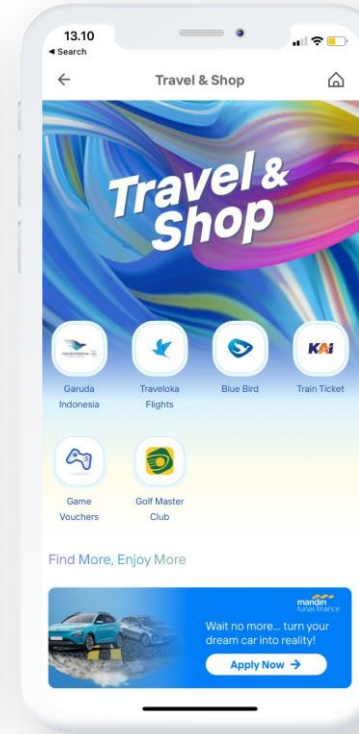 13.10
Search
Travel & Shop
Travel &
Shop
KAI
Garuda
Indonesia
Traveloka
Flights
Blue Bird
Train Ticket
Game
Vouchers
Golf Master
Club
Find More, Enjoy More
mandiri
tunas finance
Wait no more... turn your
dream car into reality!
Apply Now →